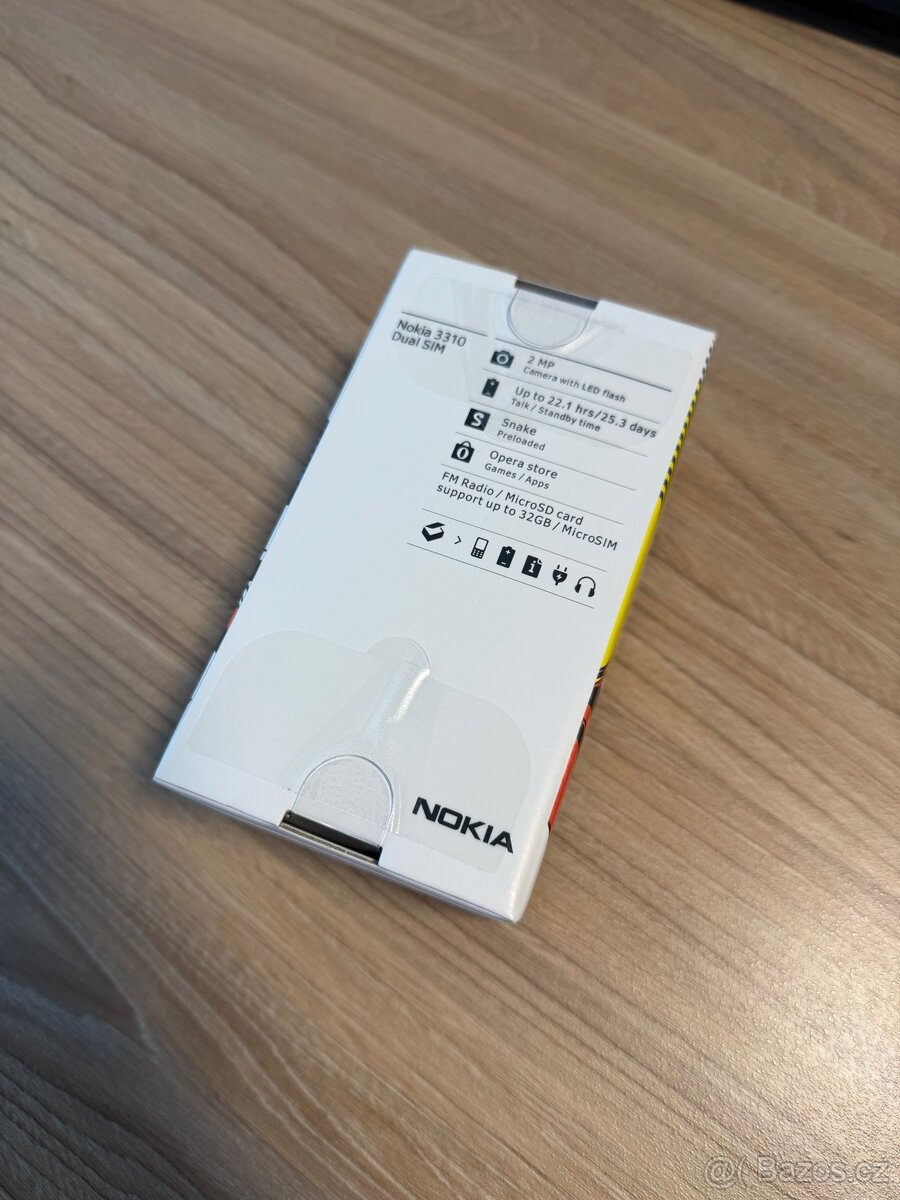 Nokia 3310
Dual SIM
2 MP
Camera with LED flash
Up to 22.1 hrs/25.3 days
Talk / Standby time
S
Snake
Preloaded
Opera store
Games / Apps
FM Radio / MicroSD card
support up to 32GB / MicroSIM
NOKIA
@( Bazos.cz